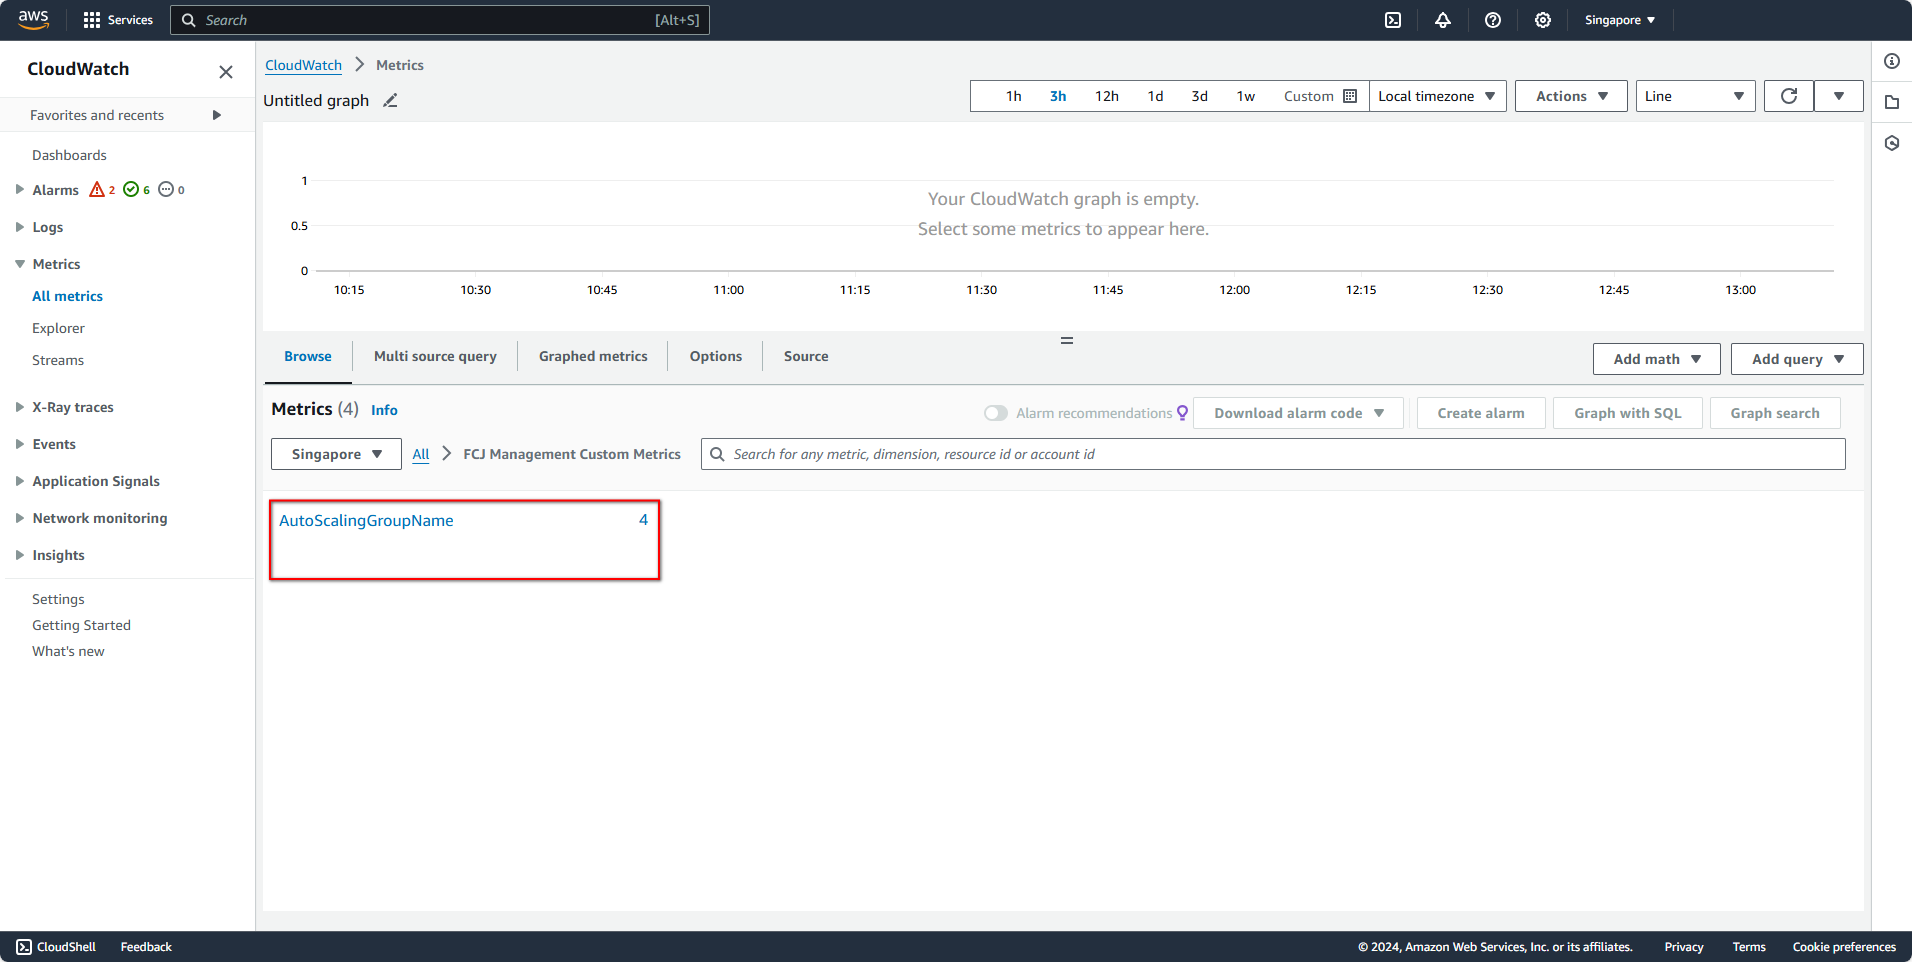 aws Services Search [Alt+S] Singapore
CloudWatch
Favorites and recents
Dashboards
Alarms 2 6 0
Logs
Metrics
All metrics
Explorer
Streams
X-Ray traces
Events
Application Signals
Network monitoring
Insights
Settings
Getting Started
What's new
CloudWatch Metrics
Untitled graph
1h 3h 12h 1d 3d 1w Custom Local timezone Actions Line
1
0.5
0
Your CloudWatch graph is empty.
Select some metrics to appear here.
10:15 10:30 10:45 11:00 11:15 11:30 11:45 12:00 12:15 12:30 12:45 13:00
Browse Multi source query Graphed metrics Options Source Add math Add query
Metrics (4) Info Alarm recommendations Download alarm code Create alarm Graph with SQL Graph search
Singapore All FCJ Management Custom Metrics Search for any metric, dimension, resource id or account id
AutoScalingGroupName 4
CloudShell Feedback © 2024, Amazon Web Services, Inc. or its affiliates. Privacy Terms Cookie preferences